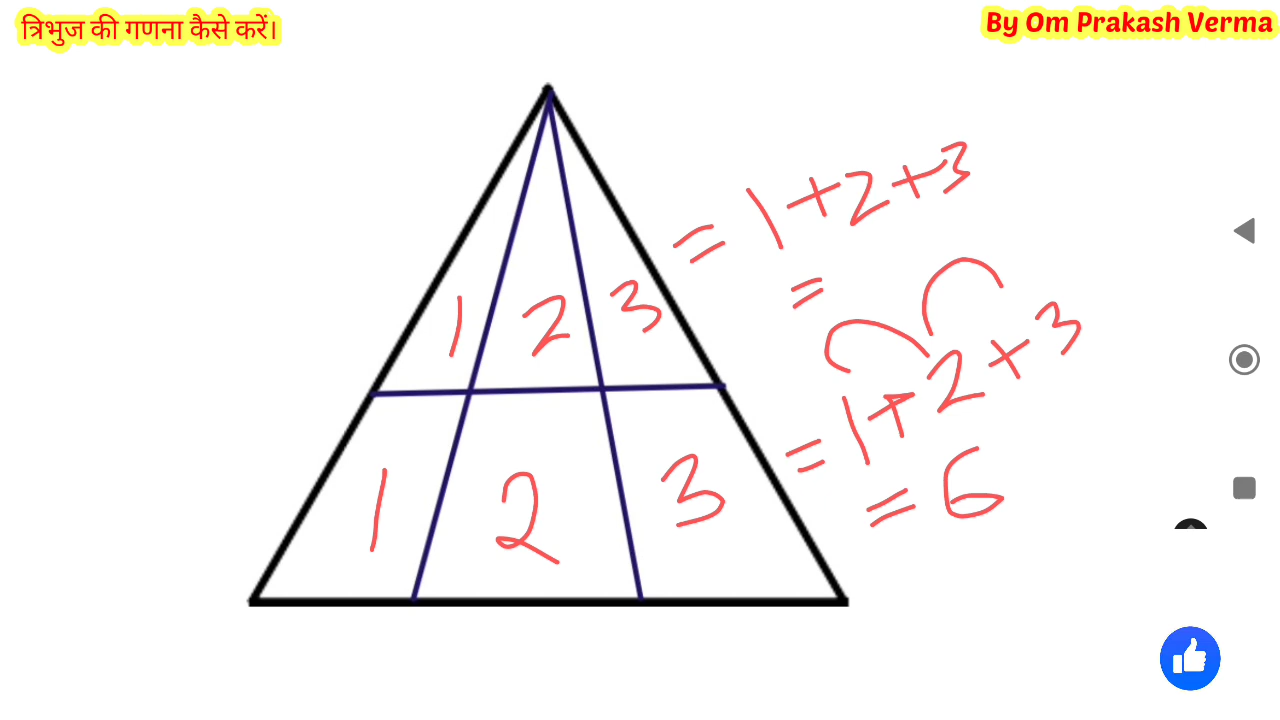 त्रिभुज की गणना कैसे करें।
By Om Prakash Verma
1 2 3 = 1+2+3
=
1 2 3 = 1+2+3
= 6